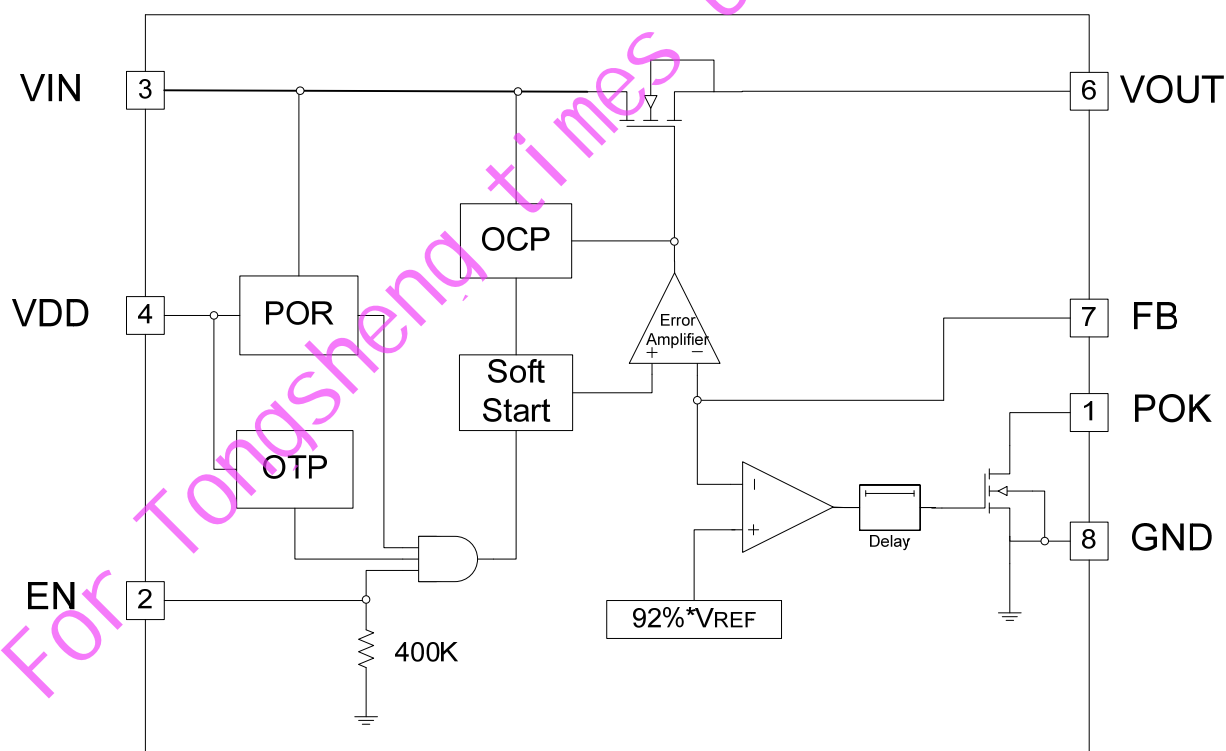 For Tongsheng times
VIN
3
6
VOUT
OCP
VDD
4
POR
Error
Amplifier
+
−
7
FB
Soft
Start
1
POK
OTP
−
+
Delay
8
GND
EN
2
92%*VREF
400K